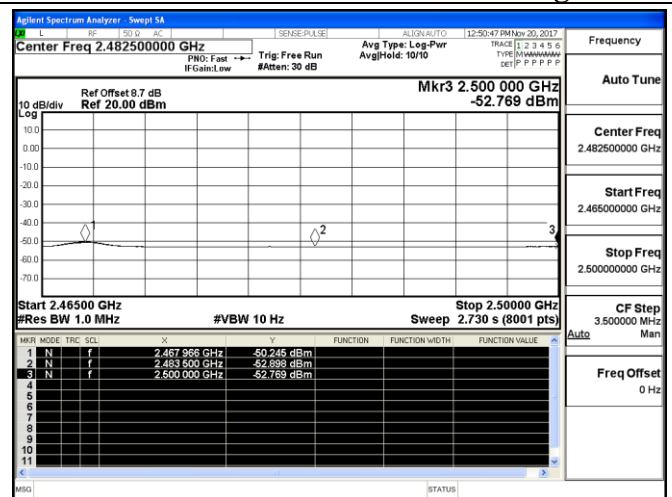 Agilent Spectrum Analyzer - Swept SA
L RF 50 Ω AC SENSE:PULSE ALIGN AUTO 12:50:47 PM Nov 20, 2017
Center Freq 2.482500000 GHz
PNO: Fast
IFGain:Low
Trig: Free Run
#Atten: 30 dB
Avg Type: Log-Pwr
Avg|Hold: 10/10
TRACE 1 2 3 4 5 6
TYPE M
DET P P P P P P
Mkr3 2.500 000 GHz
-52.769 dBm
Ref Offset 8.7 dB
Ref 20.00 dBm
10 dB/div
Log
10.0
0.00
-10.0
-20.0
-30.0
-40.0
-50.0
-60.0
-70.0
1
2
3
Start 2.46500 GHz
Stop 2.50000 GHz
#Res BW 1.0 MHz
#VBW 10 Hz
Sweep 2.730 s (8001 pts)
MKR MODE TRC SCL X Y FUNCTION FUNCTION WIDTH FUNCTION VALUE
1 N f 2.467 966 GHz -50.245 dBm
2 N f 2.483 500 GHz -52.898 dBm
3 N f 2.500 000 GHz -52.769 dBm
4
5
6
7
8
9
10
11
MSG
STATUS
Frequency
Auto Tune
Center Freq
2.482500000 GHz
Start Freq
2.465000000 GHz
Stop Freq
2.500000000 GHz
CF Step
3.500000 MHz
Auto Man
Freq Offset
0 Hz